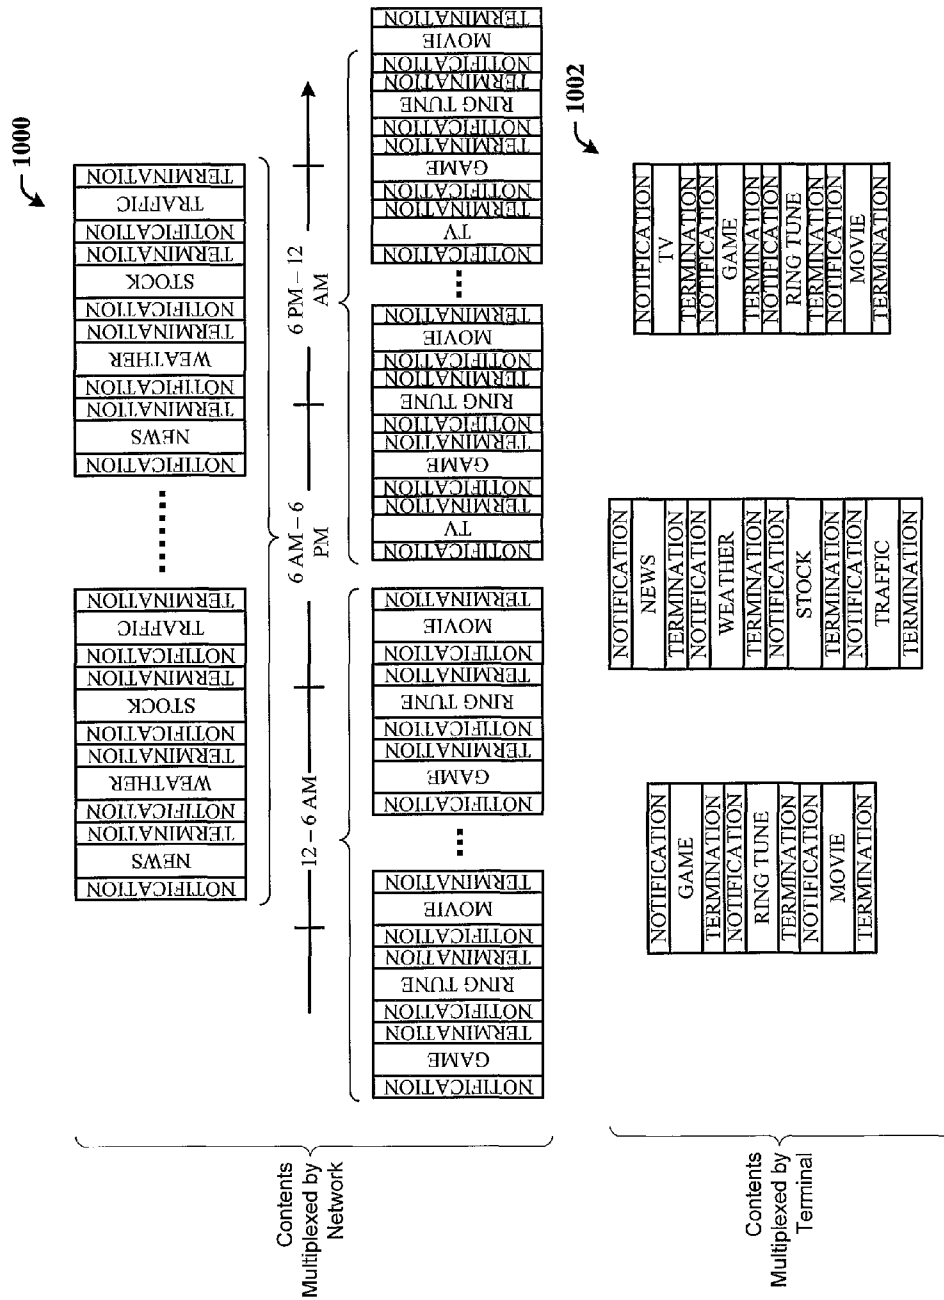 1000
NOTIFICATION
NEWS
TERMINATION
NOTIFICATION
WEATHER
TERMINATION
NOTIFICATION
STOCK
TERMINATION
NOTIFICATION
TRAFFIC
TERMINATION
NOTIFICATION
NEWS
TERMINATION
NOTIFICATION
WEATHER
TERMINATION
NOTIFICATION
STOCK
TERMINATION
NOTIFICATION
TRAFFIC
TERMINATION
12 – 6 AM
6 AM – 6
PM
6 PM – 12
AM
NOTIFICATION
GAME
TERMINATION
NOTIFICATION
RING TUNE
TERMINATION
NOTIFICATION
MOVIE
TERMINATION
NOTIFICATION
GAME
TERMINATION
NOTIFICATION
RING TUNE
TERMINATION
NOTIFICATION
MOVIE
TERMINATION
NOTIFICATION
TV
TERMINATION
NOTIFICATION
GAME
TERMINATION
NOTIFICATION
RING TUNE
TERMINATION
NOTIFICATION
MOVIE
TERMINATION
NOTIFICATION
TV
TERMINATION
NOTIFICATION
GAME
TERMINATION
NOTIFICATION
RING TUNE
TERMINATION
NOTIFICATION
MOVIE
TERMINATION
Contents
Multiplexed by
Network
1002
NOTIFICATION
GAME
TERMINATION
NOTIFICATION
RING TUNE
TERMINATION
NOTIFICATION
MOVIE
TERMINATION
NOTIFICATION
NEWS
TERMINATION
NOTIFICATION
WEATHER
TERMINATION
NOTIFICATION
STOCK
TERMINATION
NOTIFICATION
TRAFFIC
TERMINATION
NOTIFICATION
TV
TERMINATION
NOTIFICATION
GAME
TERMINATION
NOTIFICATION
RING TUNE
TERMINATION
NOTIFICATION
MOVIE
TERMINATION
Contents
Multiplexed by
Terminal